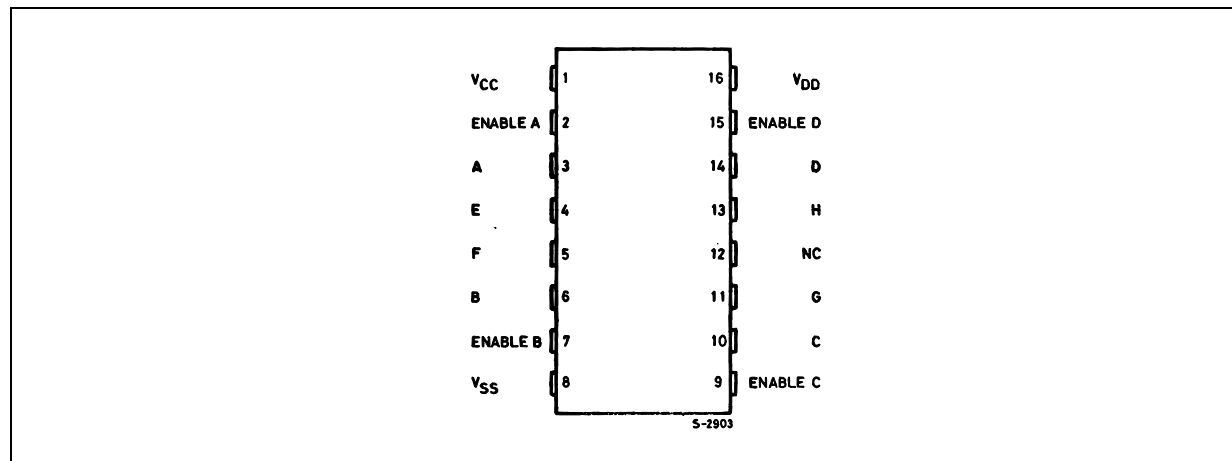 VCC 1 16 VDD
ENABLE A 2 15 ENABLE D
A 3 14 D
E 4 13 H
F 5 12 NC
B 6 11 G
ENABLE B 7 10 C
VSS 8 9 ENABLE C
S-2903